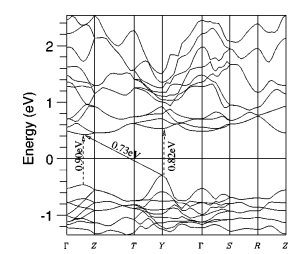 Energy (eV)
2
1
0
-1
0.90eV
0.73eV
0.82eV
Γ Z T Y Γ S R Z